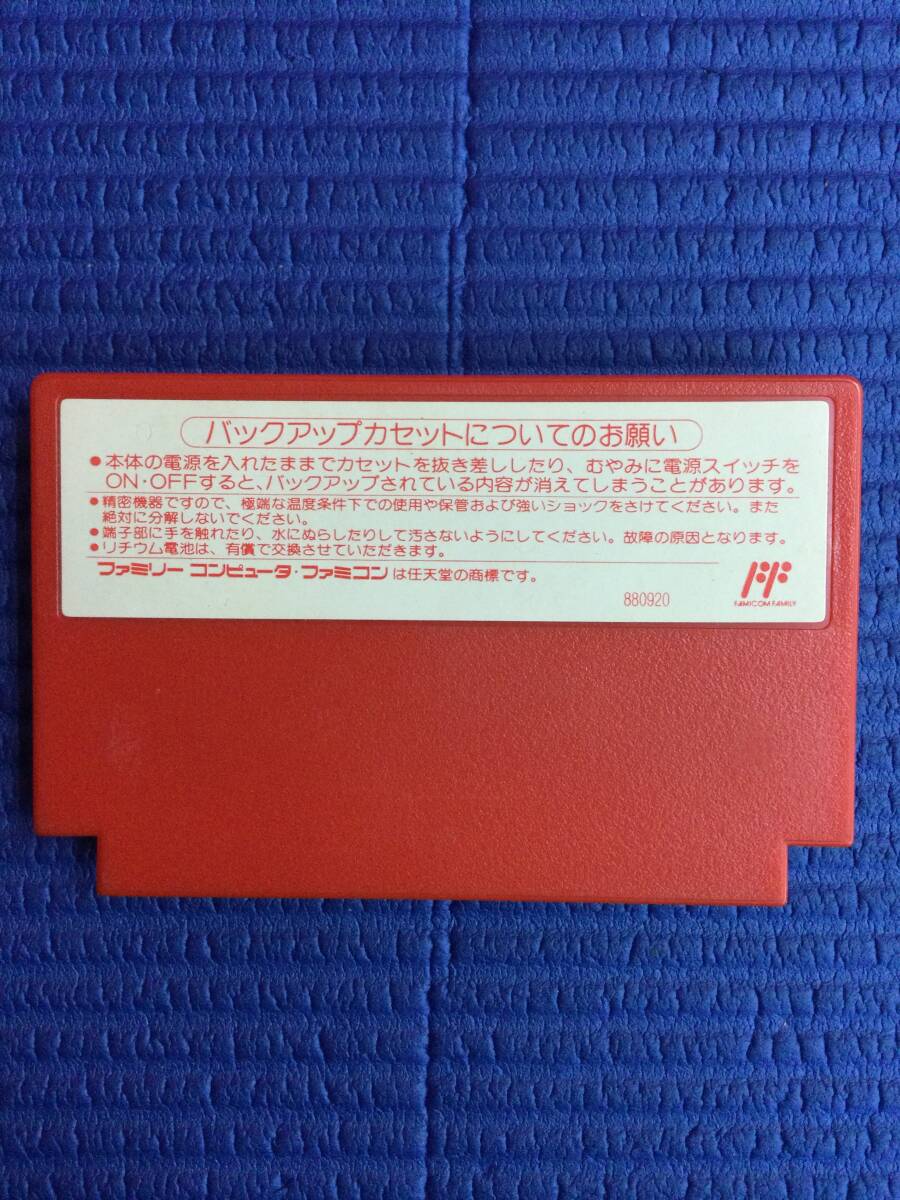 バックアップカセットについてのお願い
●本体の電源を入れたままでカセットを抜き差ししたり、むやみに電源スイッチを
ON・OFFすると、バックアップされている内容が消えてしまうことがあります。
●精密機器ですので、極端な温度条件下での使用や保管および強いショックをさけてください。また
絶対に分解しないでください。
●端子部に手を触れたり、水にぬらしたりして汚さないようにしてください。故障の原因となります。
●リチウム電池は、有償で交換させていただきます。
ファミリー コンピュータ・ファミコン は任天堂の商標です。
880920
FAMICOM FAMILY